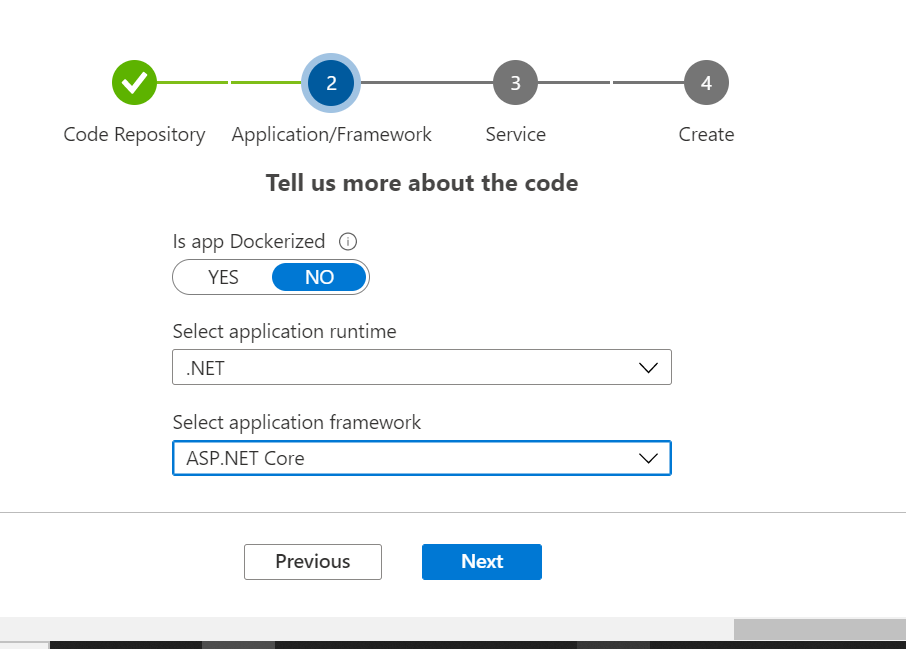 2 3 4
Code Repository Application/Framework Service Create
Tell us more about the code
Is app Dockerized
YES NO
Select application runtime
.NET
Select application framework
ASP.NET Core
Previous Next